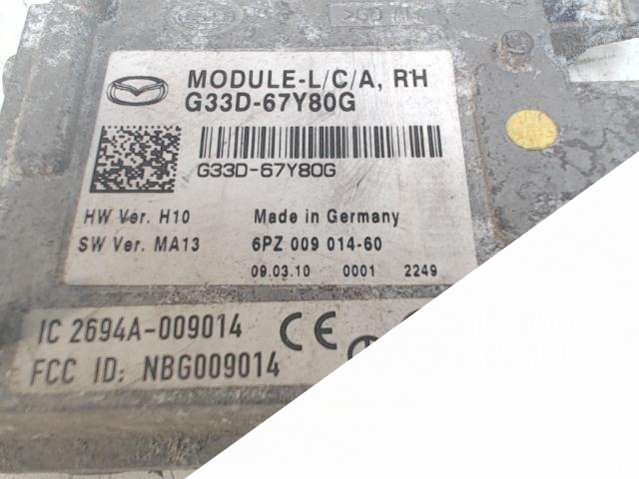 MODULE-L/C/A, RH
G33D-67Y80G
G33D-67Y80G
HW Ver. H10 Made in Germany
SW Ver. MA13 6PZ 009 014-60
09.03.10 0001 2249
IC 2694A-009014 CE
FCC ID: NBG009014